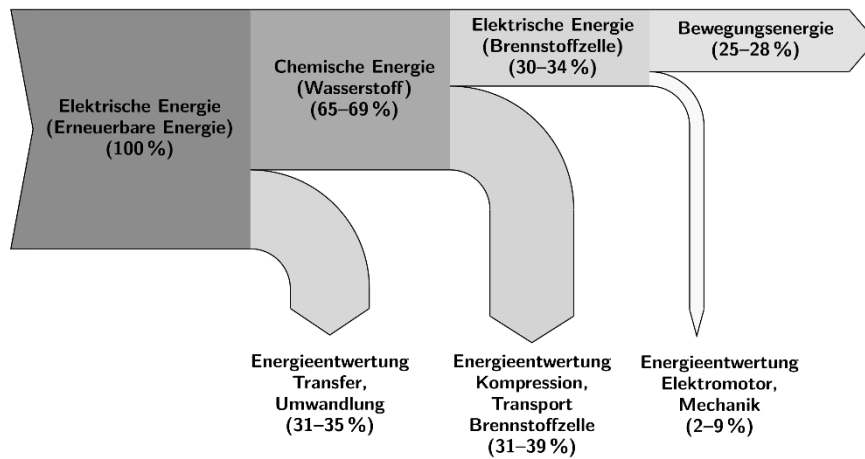 Elektrische Energie
(Erneuerbare Energie)
(100 %)
Chemische Energie
(Wasserstoff)
(65–69 %)
Elektrische Energie
(Brennstoffzelle)
(30–34 %)
Bewegungsenergie
(25–28 %)
Energieentwertung
Transfer,
Umwandlung
(31–35 %)
Energieentwertung
Kompression,
Transport
Brennstoffzelle
(31–39 %)
Energieentwertung
Elektromotor,
Mechanik
(2–9 %)